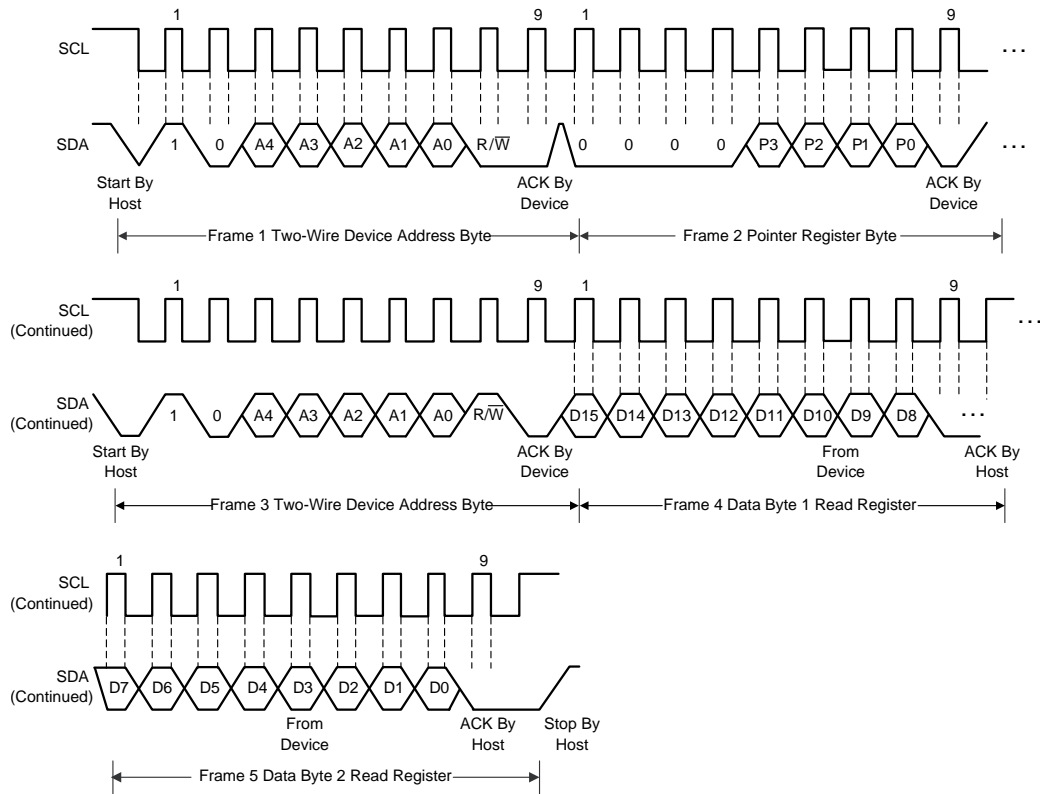 1 9 1 9
SCL ...
SDA 1 0 A4 A3 A2 A1 A0 R/W̅ 0 0 0 0 P3 P2 P1 P0 ...
Start By
Host
ACK By
Device
ACK By
Device
Frame 1 Two-Wire Device Address Byte
Frame 2 Pointer Register Byte
1 9 1 9
SCL
(Continued)
...
SDA
(Continued)
1 0 A4 A3 A2 A1 A0 R/W̅ D15 D14 D13 D12 D11 D10 D9 D8 ...
Start By
Host
ACK By
Device
From
Device
ACK By
Host
Frame 3 Two-Wire Device Address Byte
Frame 4 Data Byte 1 Read Register
1 9
SCL
(Continued)
SDA
(Continued)
D7 D6 D5 D4 D3 D2 D1 D0
From
Device
ACK By
Host
Stop By
Host
Frame 5 Data Byte 2 Read Register